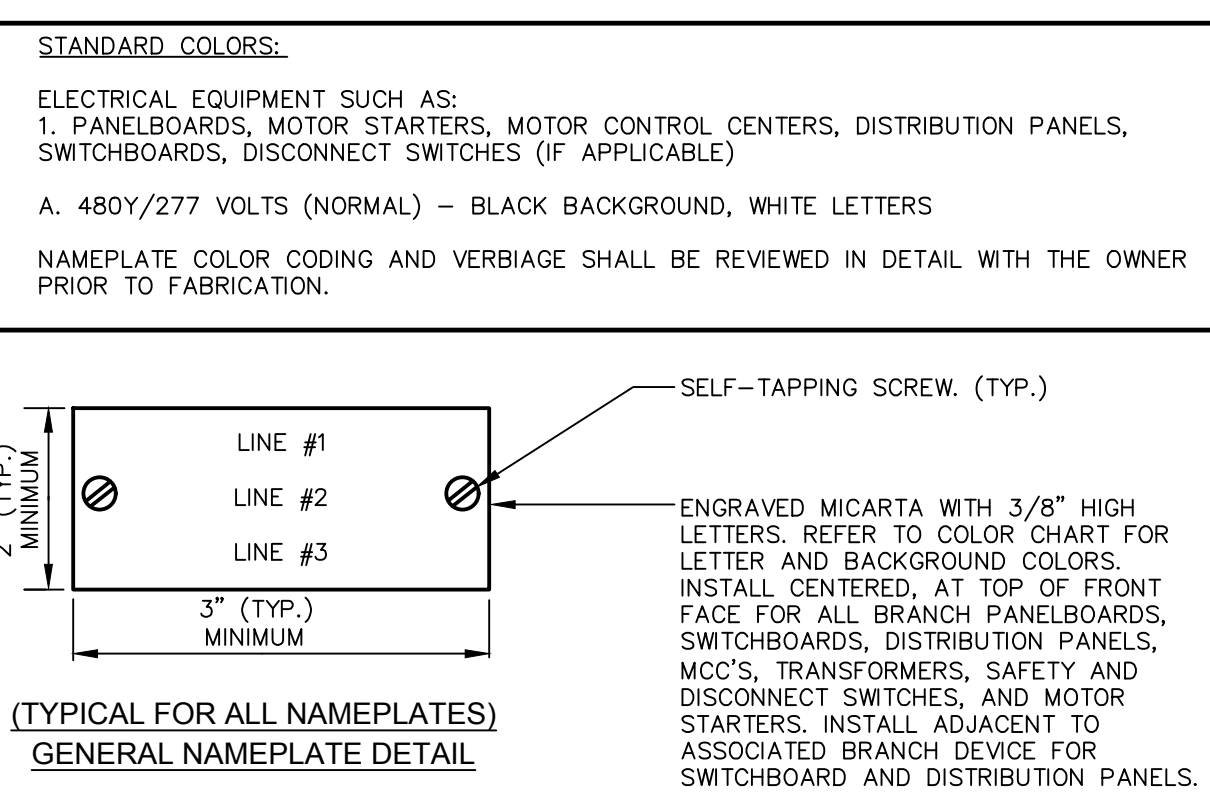 STANDARD COLORS:
ELECTRICAL EQUIPMENT SUCH AS:
1. PANELBOARDS, MOTOR STARTERS, MOTOR CONTROL CENTERS, DISTRIBUTION PANELS,
SWITCHBOARDS, DISCONNECT SWITCHES (IF APPLICABLE)
A. 480Y/277 VOLTS (NORMAL) – BLACK BACKGROUND, WHITE LETTERS
NAMEPLATE COLOR CODING AND VERBIAGE SHALL BE REVIEWED IN DETAIL WITH THE OWNER
PRIOR TO FABRICATION.
SELF–TAPPING SCREW. (TYP.)
LINE #1
LINE #2
LINE #3
(TYP.)
MINIMUM
3" (TYP.)
MINIMUM
ENGRAVED MICARTA WITH 3/8" HIGH
LETTERS. REFER TO COLOR CHART FOR
LETTER AND BACKGROUND COLORS.
INSTALL CENTERED, AT TOP OF FRONT
FACE FOR ALL BRANCH PANELBOARDS,
SWITCHBOARDS, DISTRIBUTION PANELS,
MCC'S, TRANSFORMERS, SAFETY AND
DISCONNECT SWITCHES, AND MOTOR
STARTERS. INSTALL ADJACENT TO
ASSOCIATED BRANCH DEVICE FOR
SWITCHBOARD AND DISTRIBUTION PANELS.
(TYPICAL FOR ALL NAMEPLATES)
GENERAL NAMEPLATE DETAIL